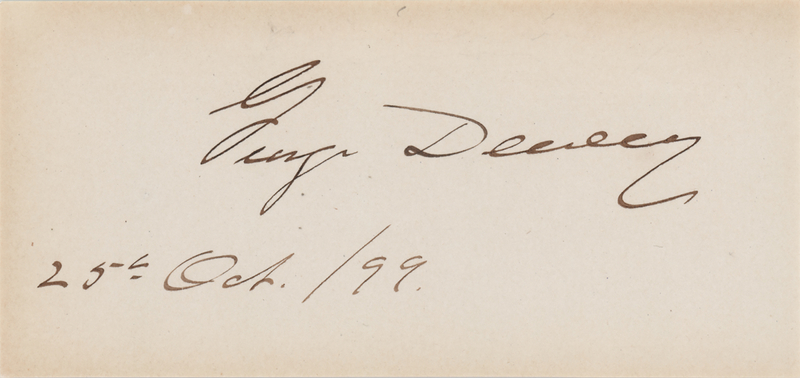 George Dewey
25th Oct. /99.